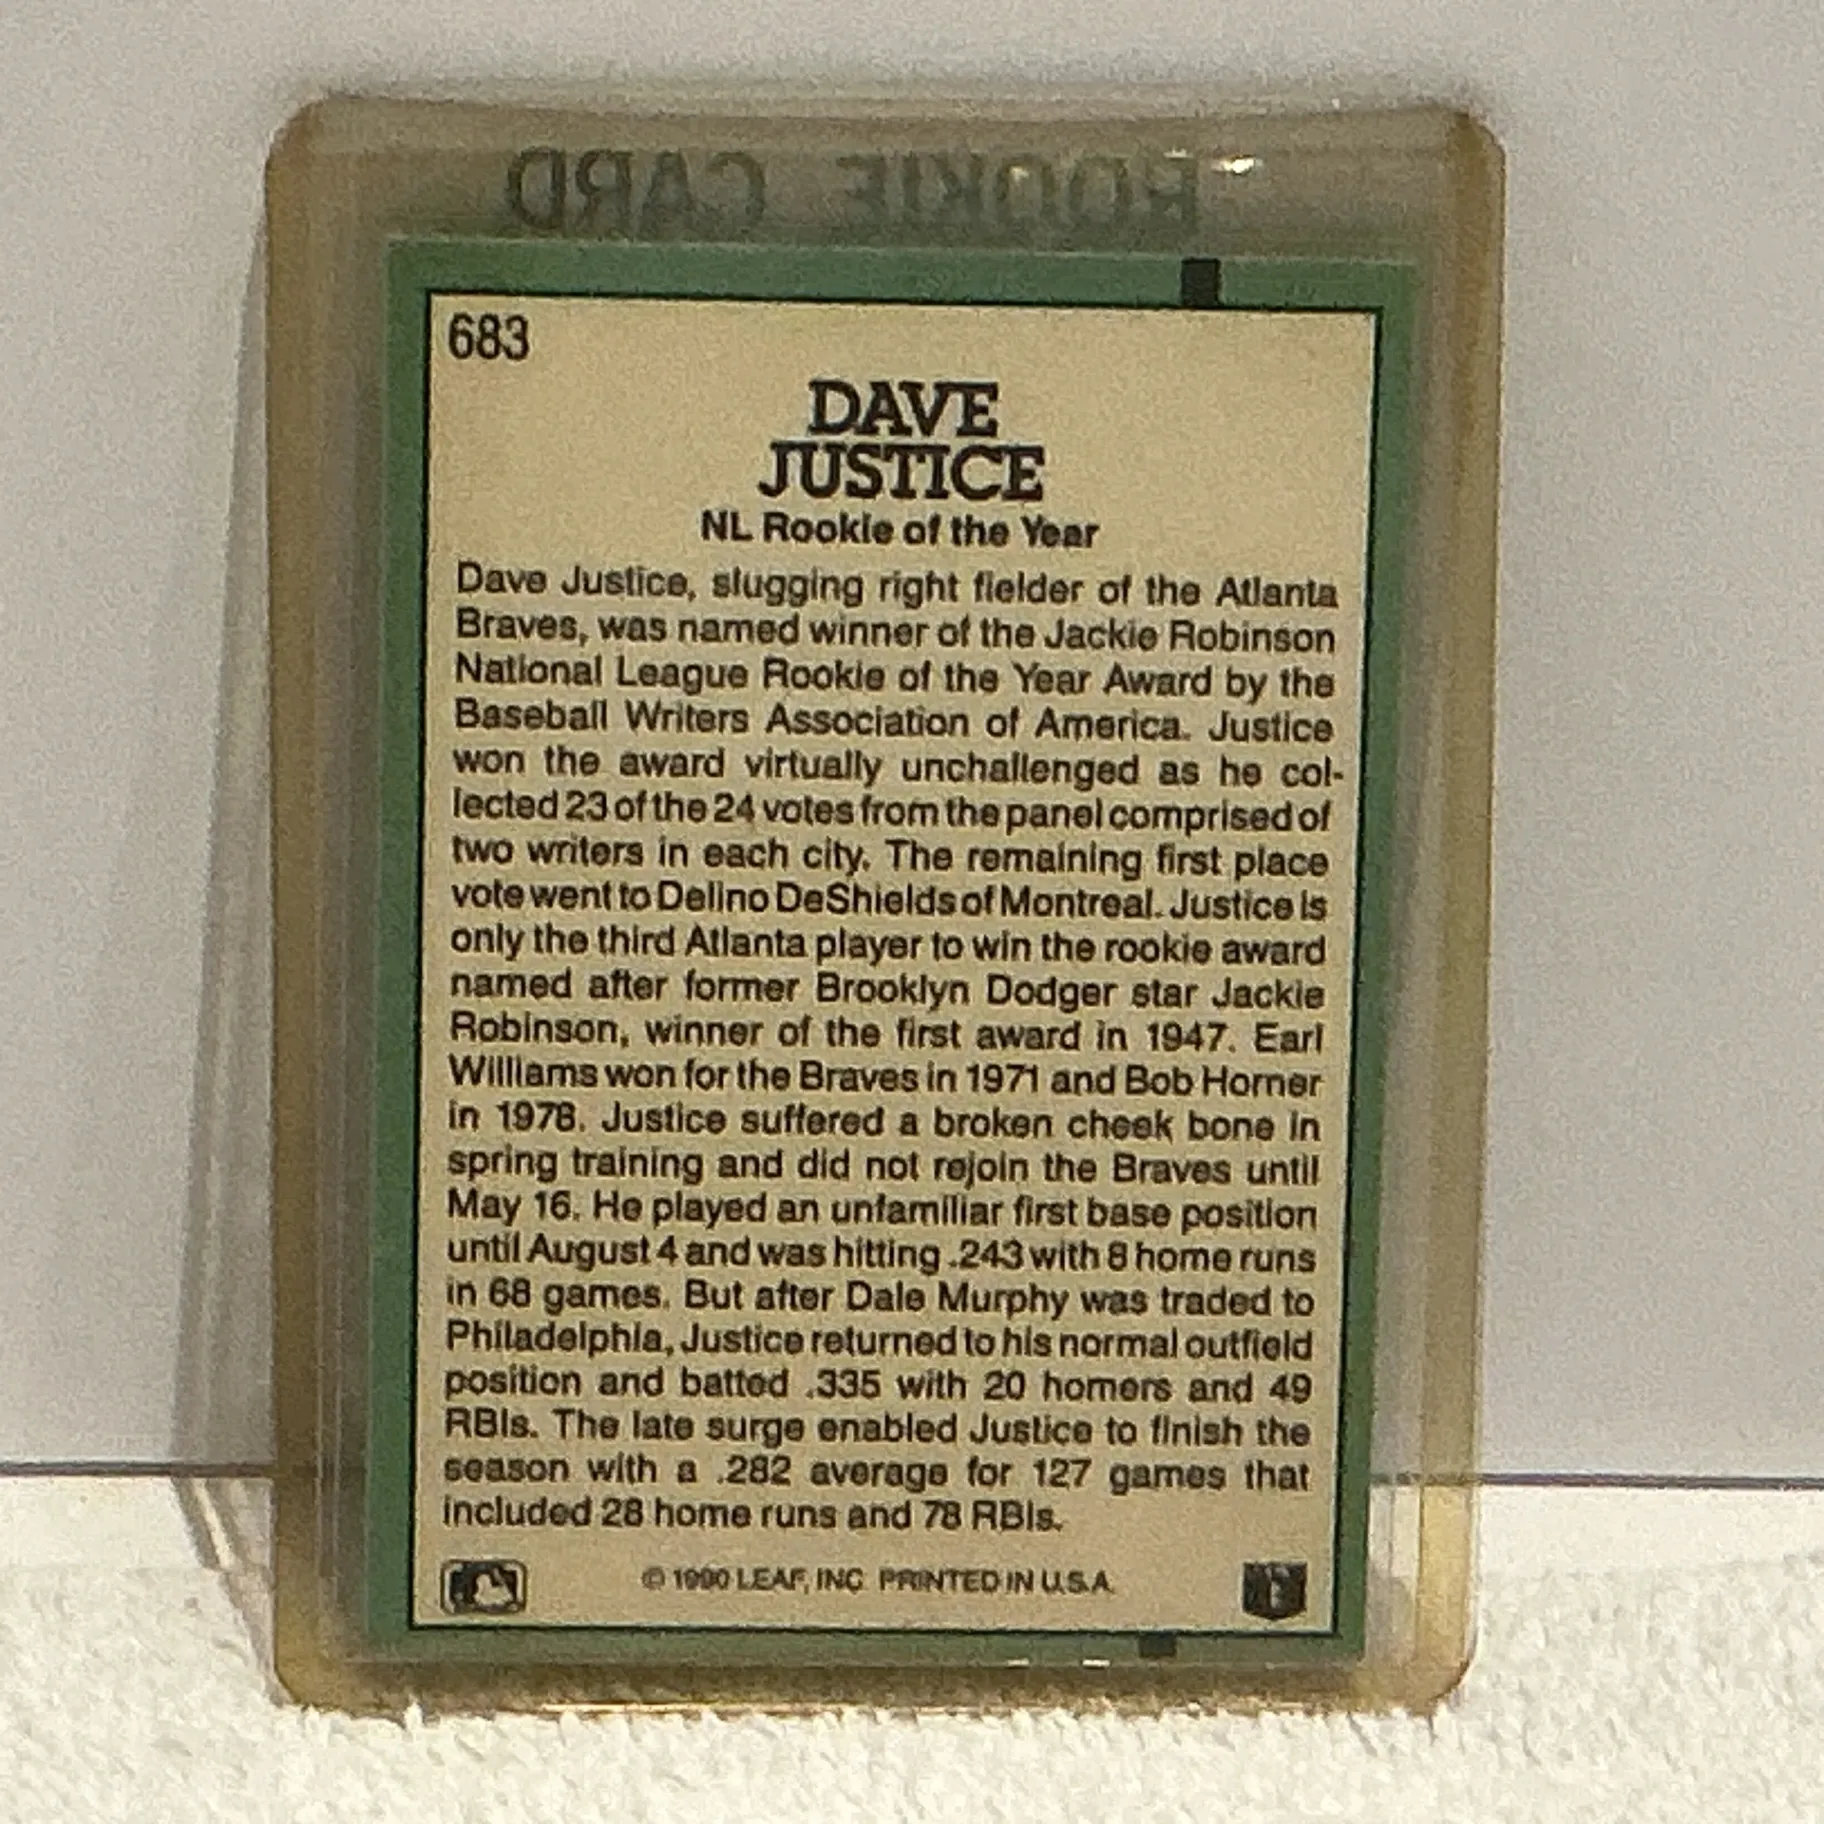 ROOKIE CARD
683
DAVE
JUSTICE
NL Rookie of the Year
Dave Justice, slugging right fielder of the Atlanta
Braves, was named winner of the Jackie Robinson
National League Rookie of the Year Award by the
Baseball Writers Association of America. Justice
won the award virtually unchallenged as he col-
lected 23 of the 24 votes from the panel comprised of
two writers in each city. The remaining first place
vote went to Delino DeShields of Montreal. Justice is
only the third Atlanta player to win the rookie award
named after former Brooklyn Dodger star Jackie
Robinson, winner of the first award in 1947. Earl
Williams won for the Braves in 1971 and Bob Horner
in 1978. Justice suffered a broken cheek bone in
spring training and did not rejoin the Braves until
May 16. He played an unfamiliar first base position
until August 4 and was hitting .243 with 8 home runs
in 68 games. But after Dale Murphy was traded to
Philadelphia, Justice returned to his normal outfield
position and batted .335 with 20 homers and 49
RBIs. The late surge enabled Justice to finish the
season with a .282 average for 127 games that
included 28 home runs and 78 RBIs.
© 1990 LEAF, INC. PRINTED IN U.S.A.